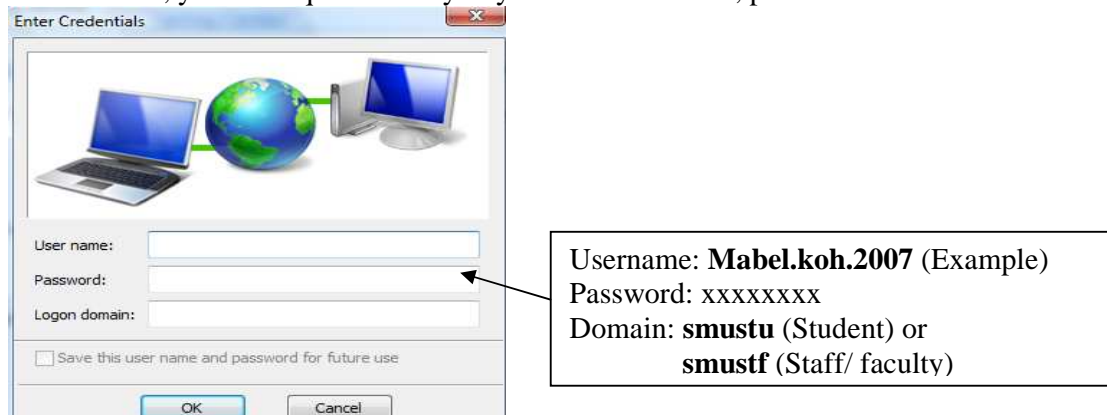 Enter Credentials
User name:
Password:
Logon domain:
Save this user name and password for future use
OK
Cancel
Username: Mabel.koh.2007 (Example)
Password: xxxxxxxx
Domain: smustu (Student) or
smustf (Staff/ faculty)